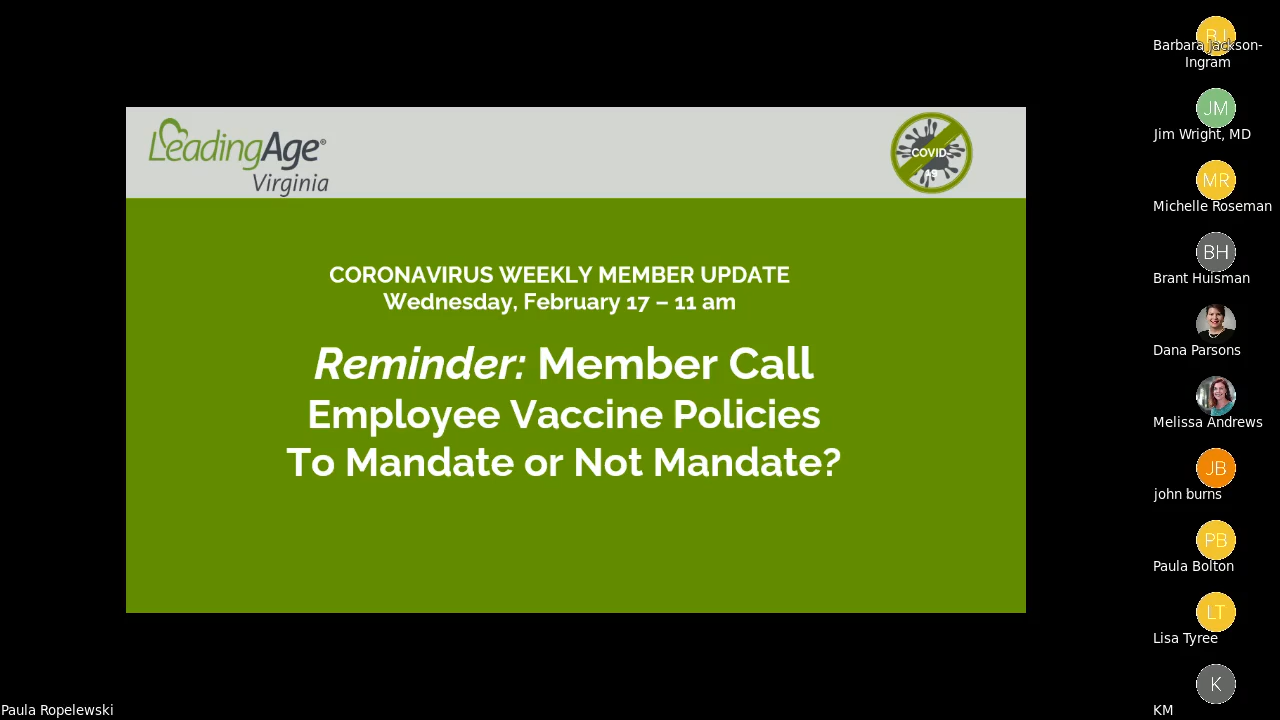 LeadingAge®
Virginia
COVID-
19
CORONAVIRUS WEEKLY MEMBER UPDATE
Wednesday, February 17 – 11 am
Reminder: Member Call
Employee Vaccine Policies
To Mandate or Not Mandate?
BJ
Barbara Jackson-
Ingram
JM
Jim Wright, MD
MR
Michelle Roseman
BH
Brant Huisman
Dana Parsons
Melissa Andrews
JB
john burns
PB
Paula Bolton
LT
Lisa Tyree
K
KM
Paula Ropelewski